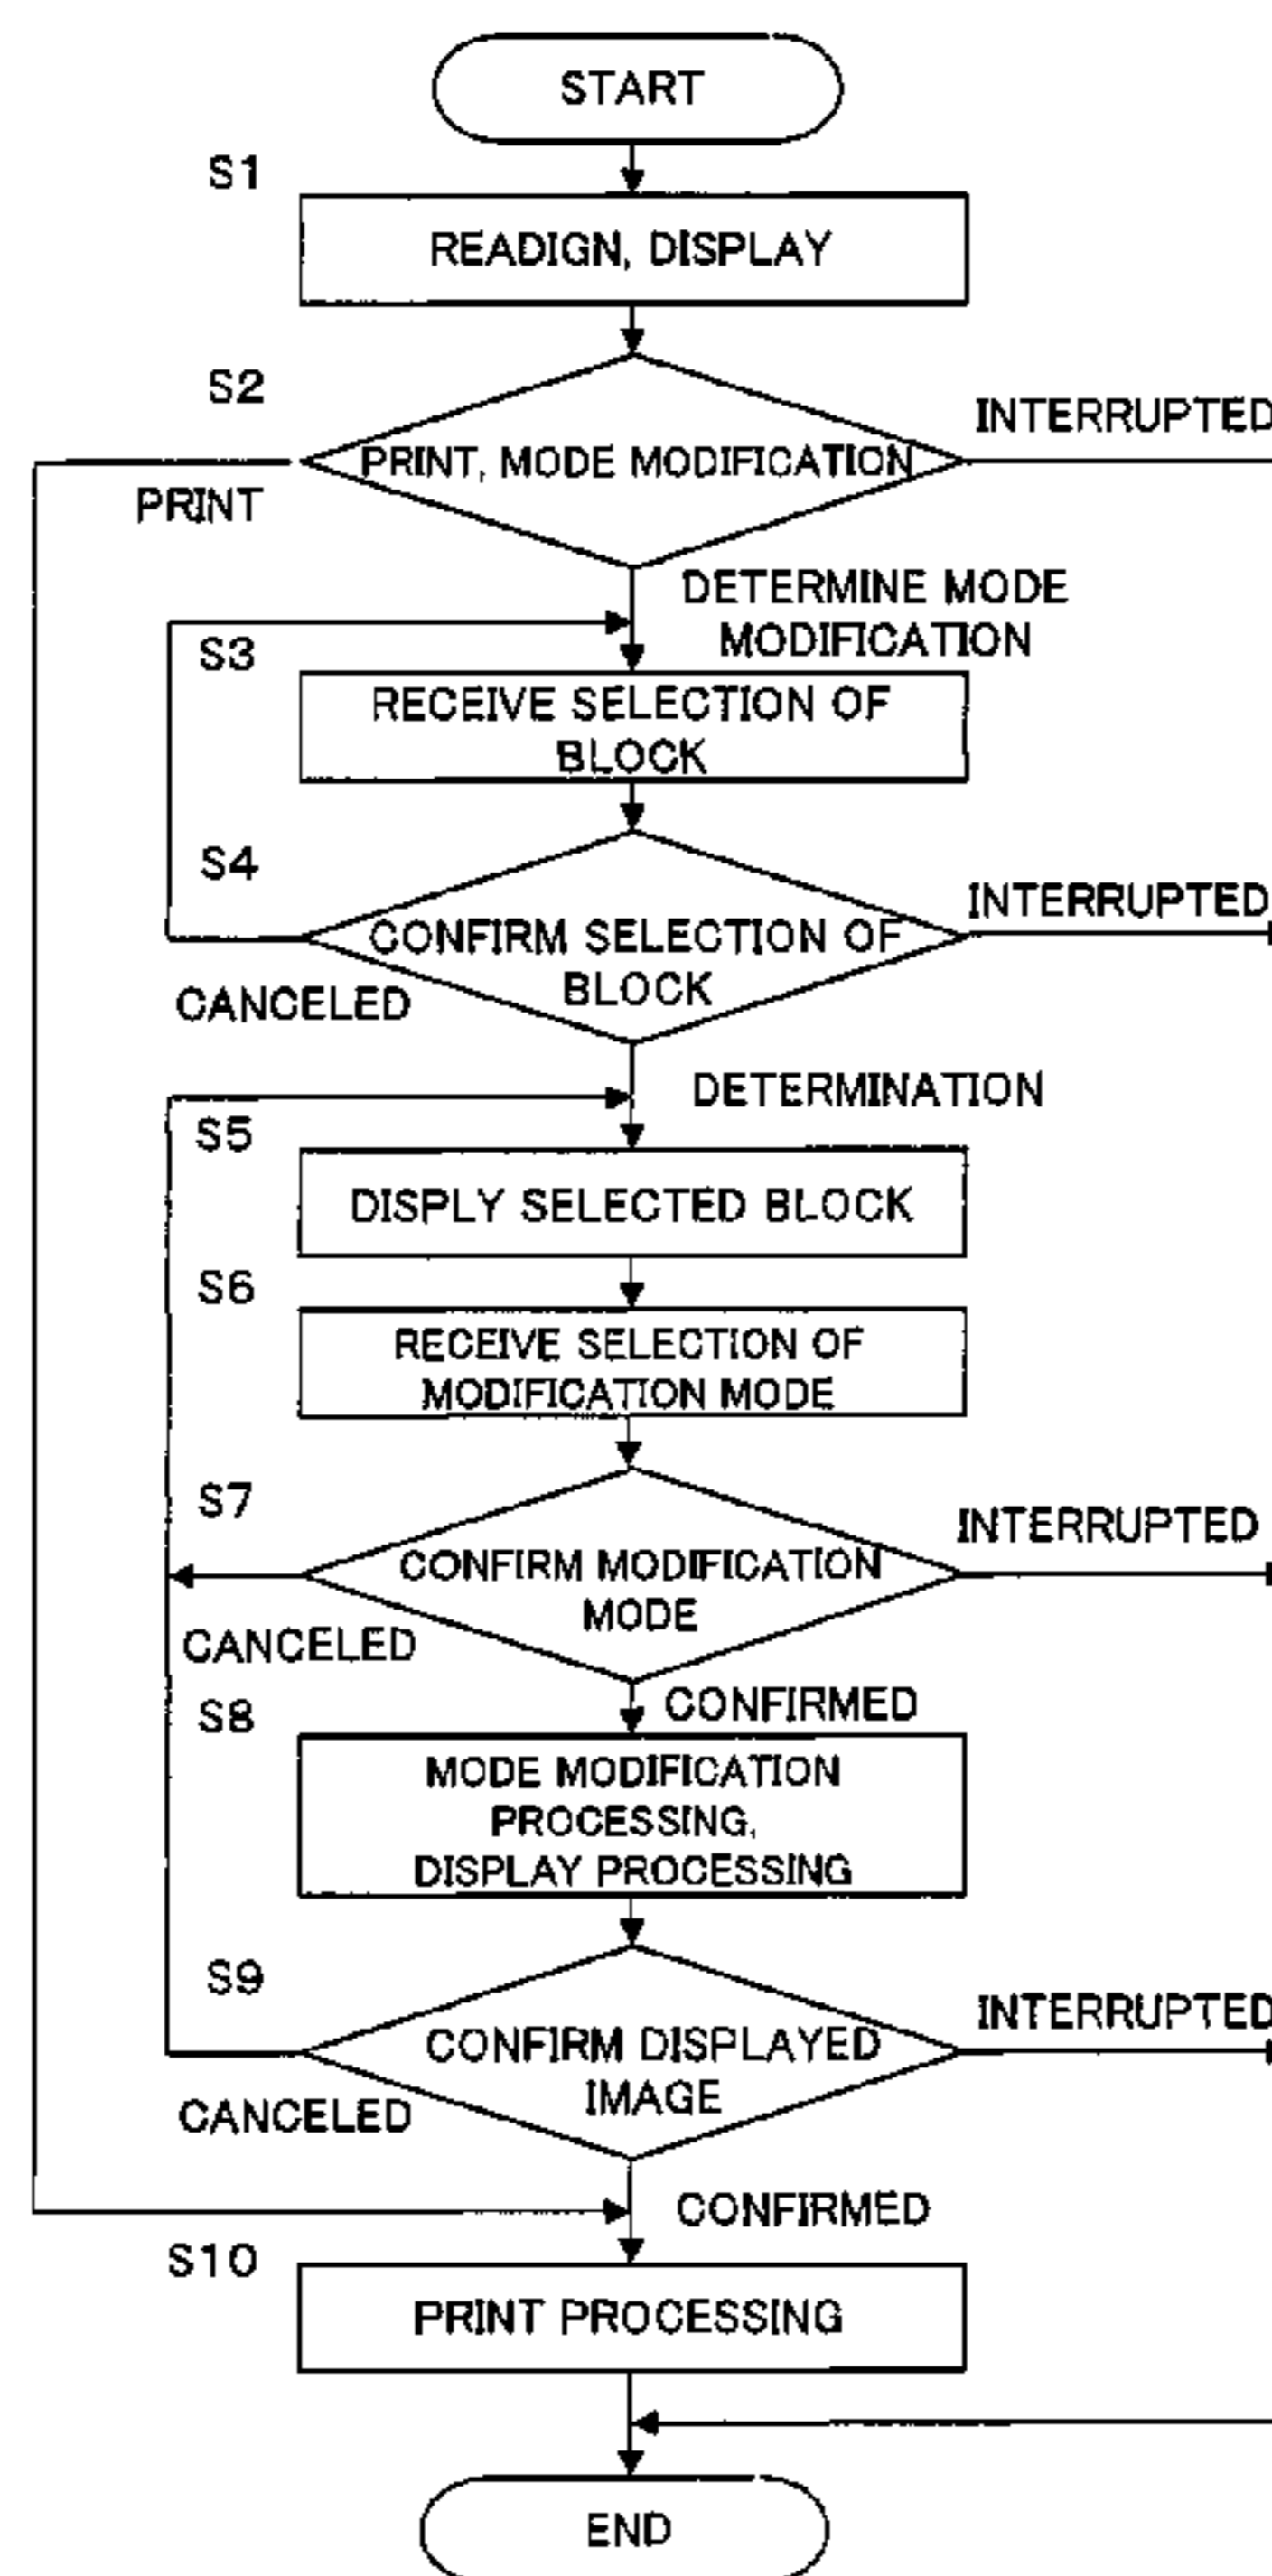 START
S1
READIGN, DISPLAY
S2
INTERRUPTED
PRINT, MODE MODIFICATION
PRINT
DETERMINE MODE
MODIFICATION
S3
RECEIVE SELECTION OF
BLOCK
S4
INTERRUPTED
CONFIRM SELECTION OF
BLOCK
CANCELED
DETERMINATION
S5
DISPLY SELECTED BLOCK
S6
RECEIVE SELECTION OF
MODIFICATION MODE
S7
INTERRUPTED
CONFIRM MODIFICATION
MODE
CANCELED
CONFIRMED
S8
MODE MODIFICATION
PROCESSING,
DISPLAY PROCESSING
S9
INTERRUPTED
CONFIRM DISPLAYED
IMAGE
CANCELED
CONFIRMED
S10
PRINT PROCESSING
END